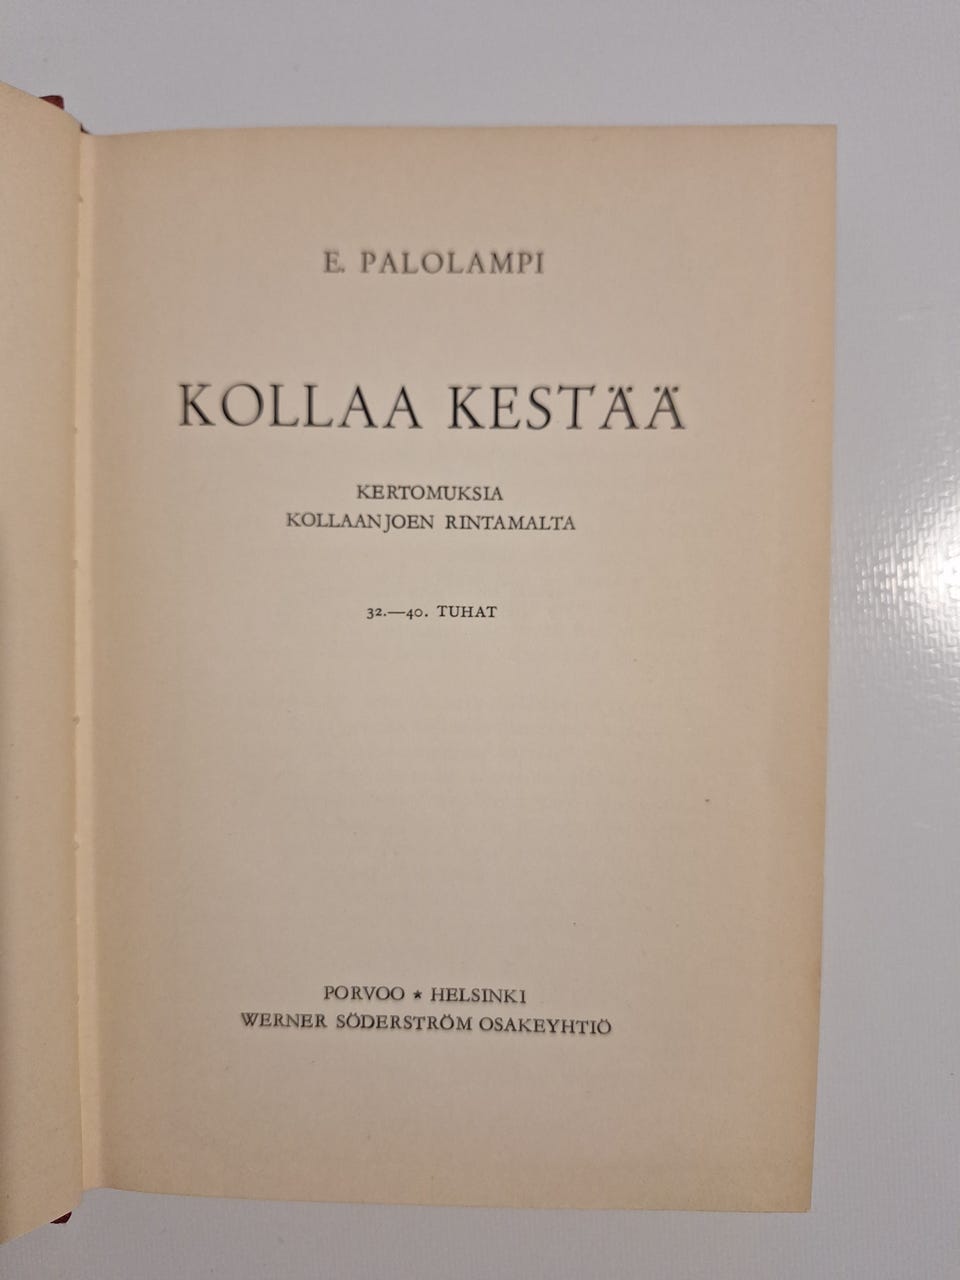 E. PALOLAMPI
KOLLAA KESTÄÄ
KERTOMUKSIA
KOLLAANJOEN RINTAMALTA
32.—40. TUHAT
PORVOO ★ HELSINKI
WERNER SÖDERSTRÖM OSAKEYHTIÖ